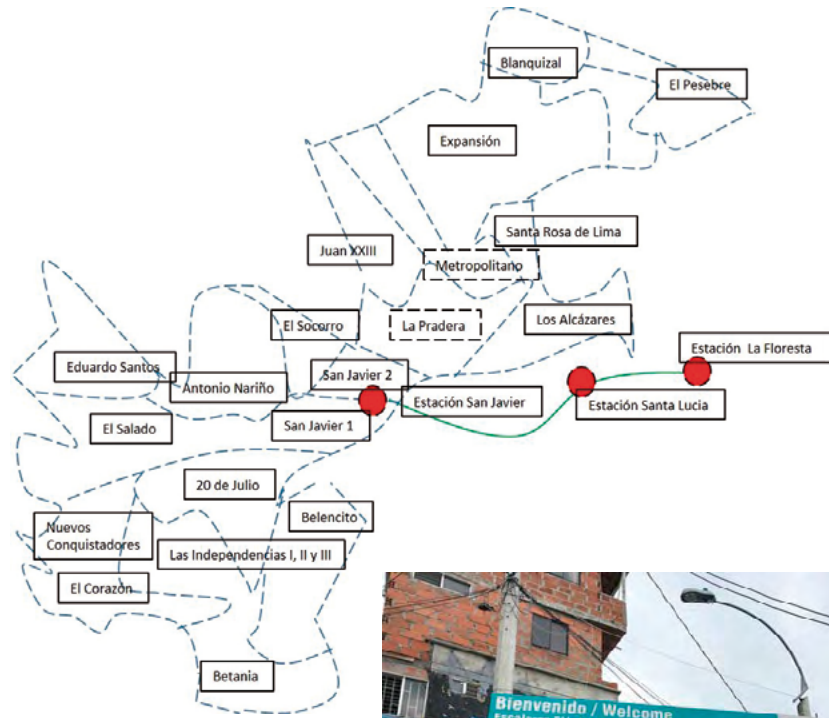 Blanquizal
El Pesebre
Expansión
Santa Rosa de Lima
Juan XXIII
Metropolitano
El Socorro
La Pradera
Los Alcázares
Estación La Floresta
Eduardo Santos
San Javier 2
Antonio Nariño
Estación San Javier
Estación Santa Lucia
El Salado
San Javier 1
20 de Julio
Belencito
Nuevos
Conquistadores
Las Independencias I, II y III
El Corazón
Betania
Bienvenido / Welcome